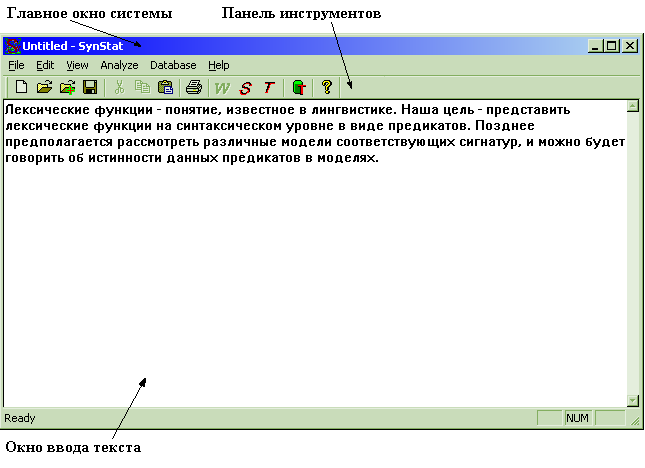 Главное окно системы Панель инструментов
Untitled - SynStat
File Edit View Analyze Database Help
W S T ?
Лексические функции - понятие, известное в лингвистике. Наша цель - представить
лексические функции на синтаксическом уровне в виде предикатов. Позднее
предполагается рассмотреть различные модели соответствующих сигнатур, и можно будет
говорить об истинности данных предикатов в моделях.
Ready NUM
Окно ввода текста